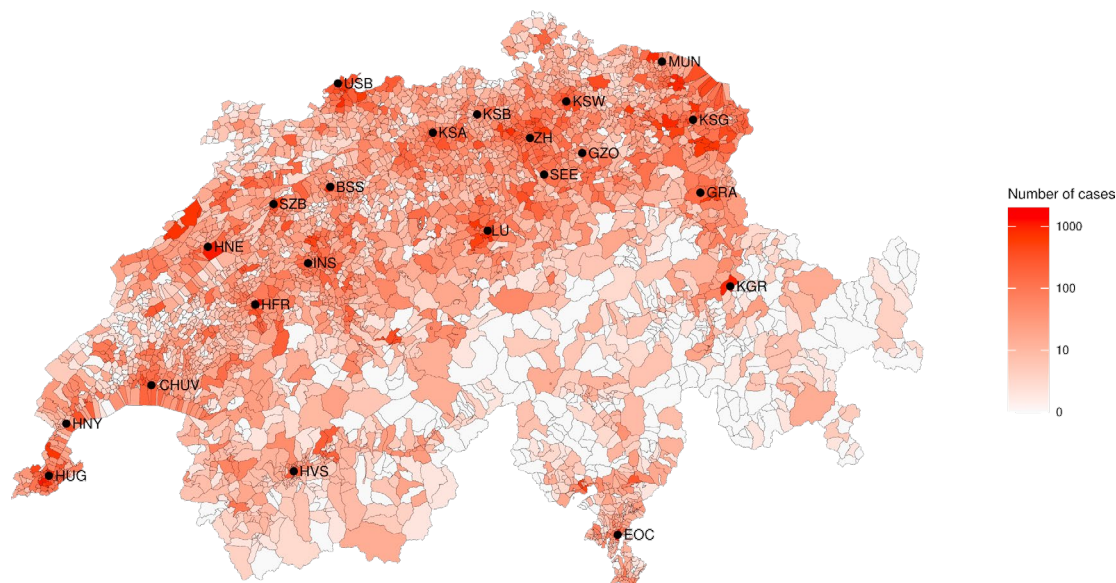 MUN
USB
KSW
KSB
KSG
KSA
ZH
GZO
SEE
BSS
GRA
Number of cases
SZB
1000
LU
HNE
INS
100
KGR
HFR
10
CHUV
0
HNY
HVS
HUG
EOC